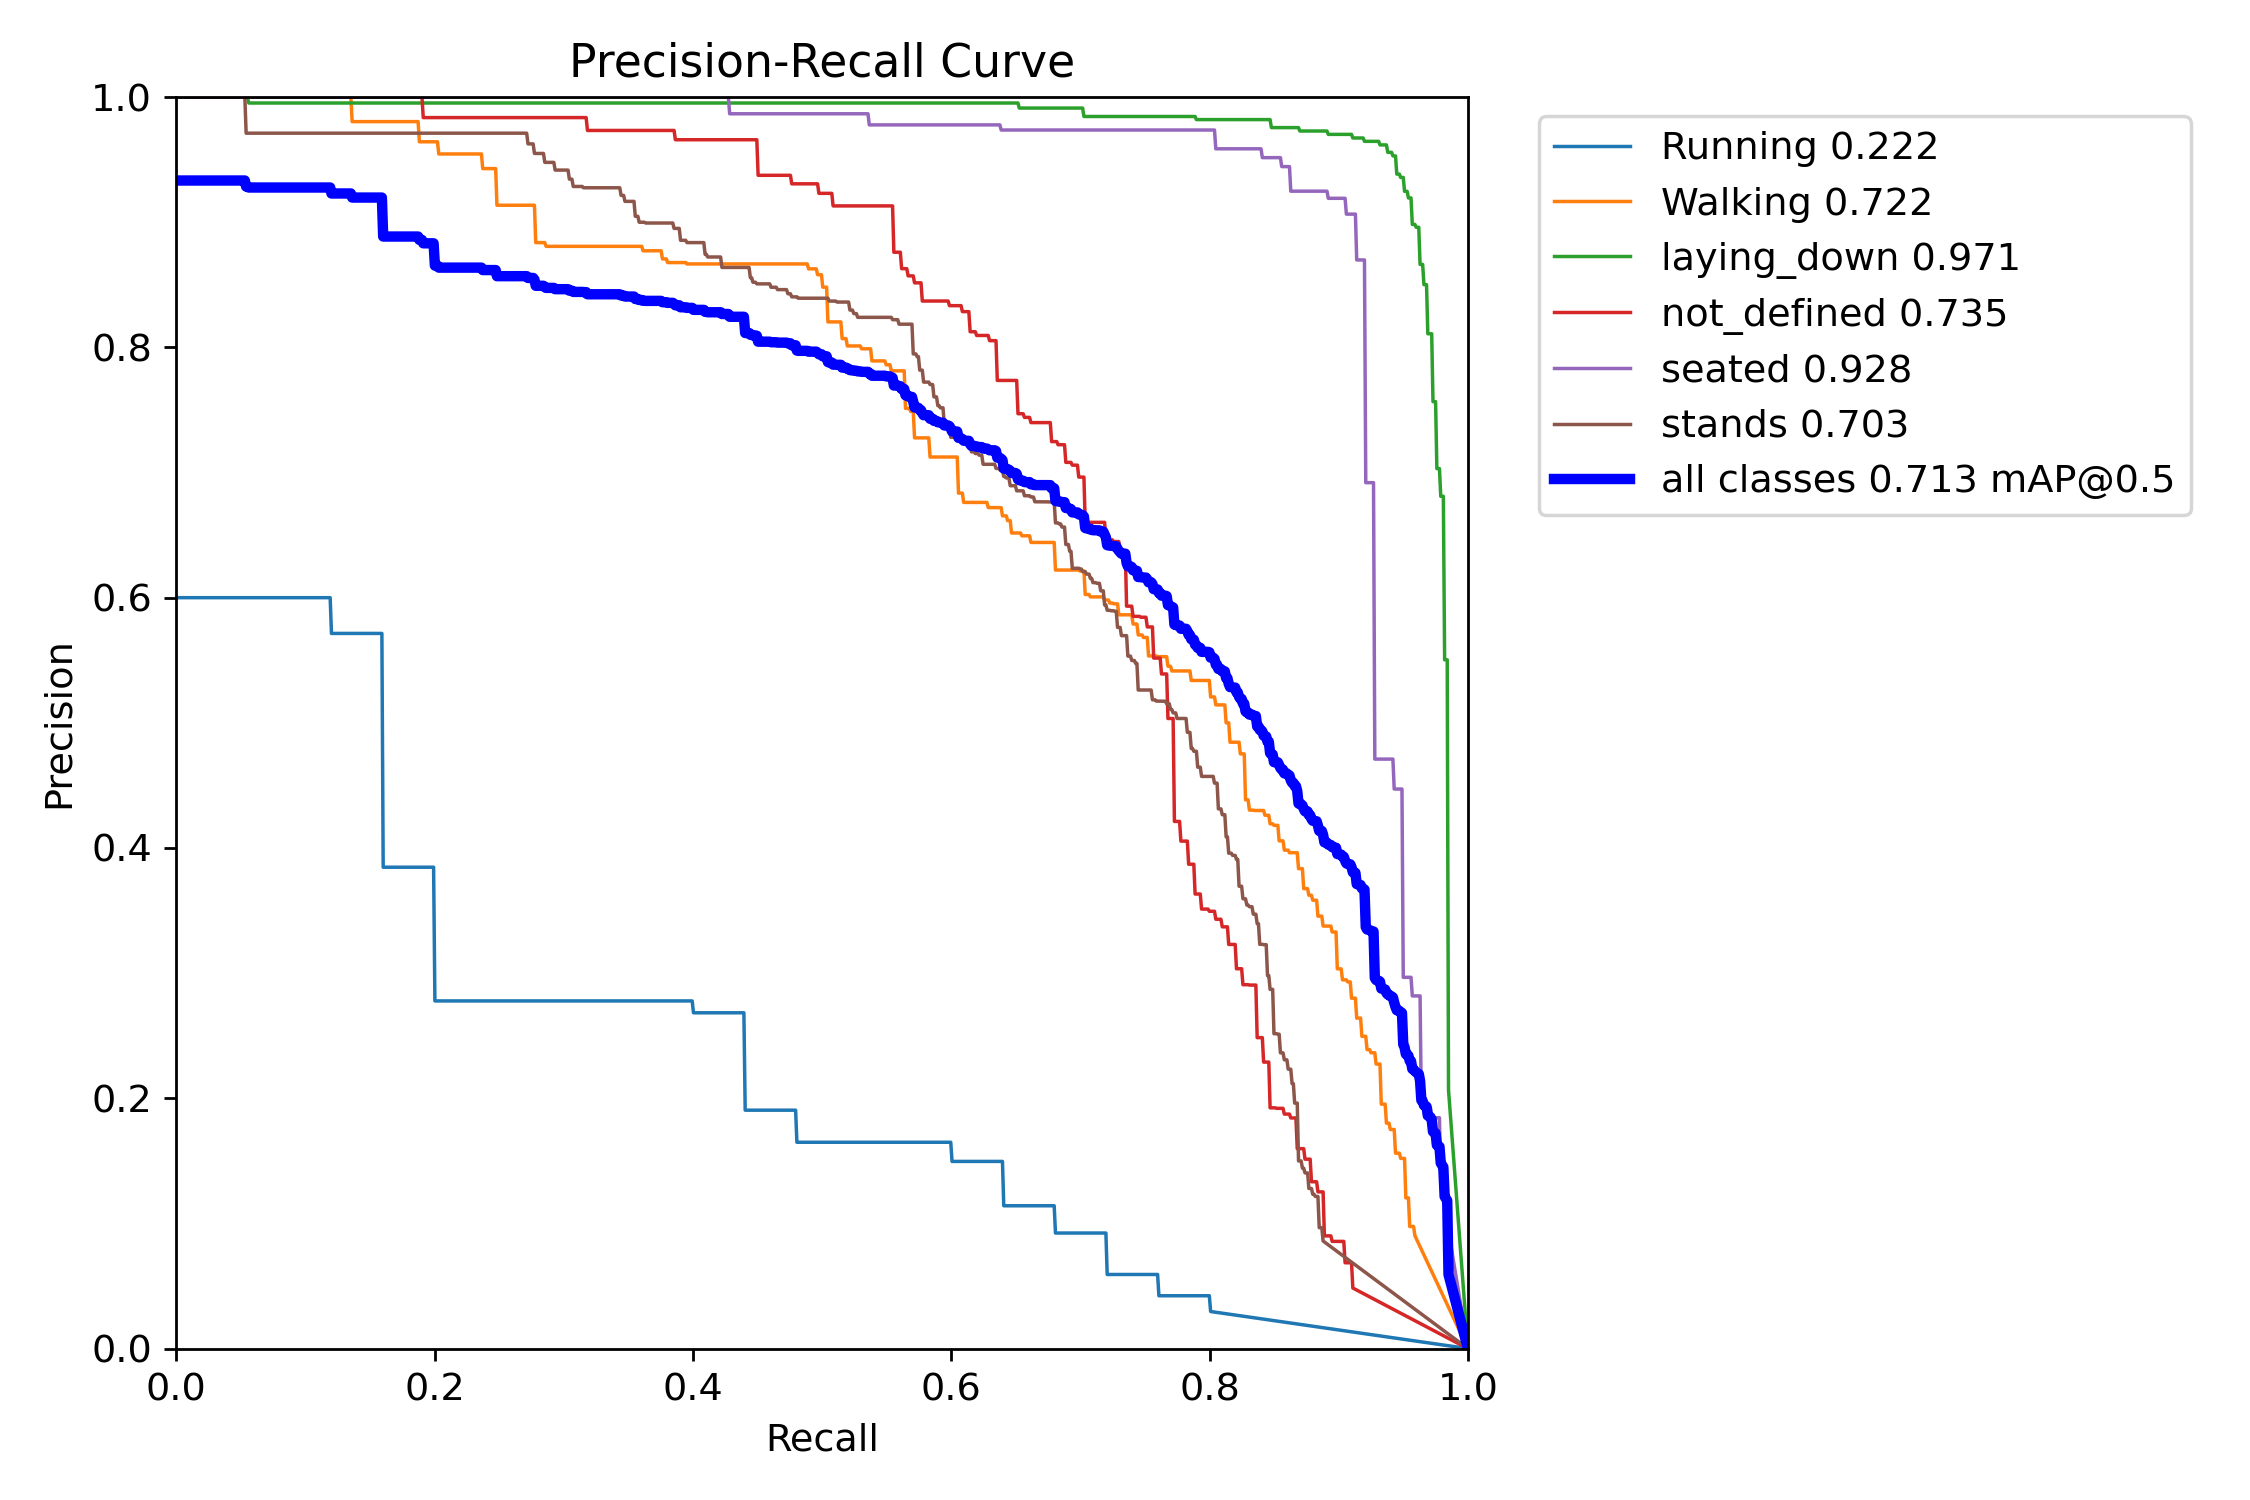 Precision-Recall Curve
1.0
0.8
0.6
0.4
0.2
0.0
Precision
0.0 0.2 0.4 0.6 0.8 1.0
Recall
Running 0.222
Walking 0.722
laying_down 0.971
not_defined 0.735
seated 0.928
stands 0.703
all classes 0.713 mAP@0.5